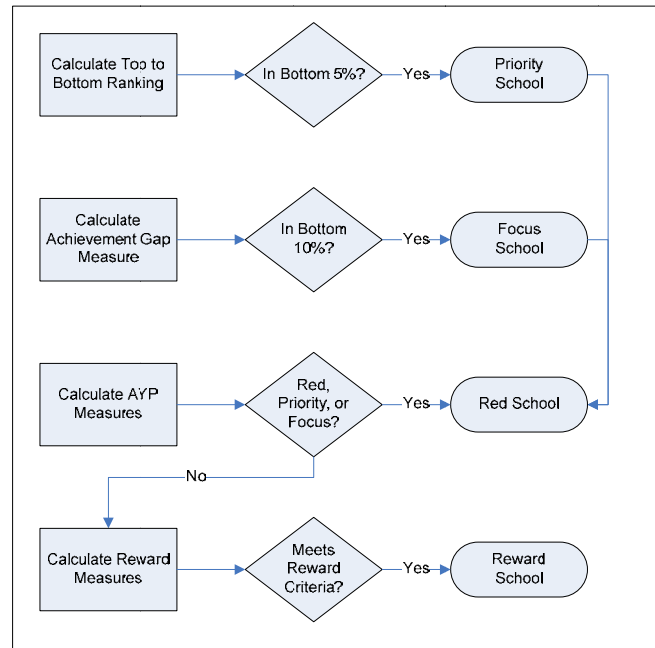 Calculate Top to
Bottom Ranking
In Bottom 5%?
Yes
Priority
School
Calculate
Achievement Gap
Measure
In Bottom
10%?
Yes
Focus
School
Calculate AYP
Measures
Red,
Priority, or
Focus?
Yes
Red School
No
Calculate Reward
Measures
Meets
Reward
Criteria?
Yes
Reward
School